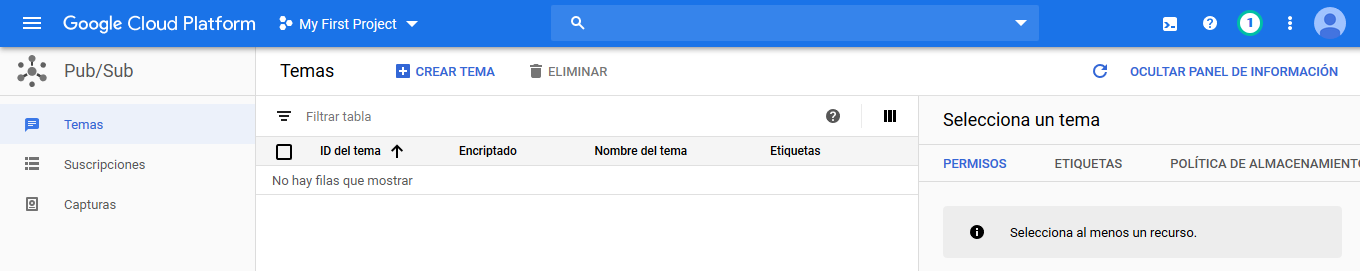 Google Cloud Platform My First Project 1
Pub/Sub Temas CREAR TEMA ELIMINAR OCULTAR PANEL DE INFORMACIÓN
Temas
Suscripciones
Capturas
Filtrar tabla
ID del tema Encriptado Nombre del tema Etiquetas
No hay filas que mostrar
Selecciona un tema
PERMISOS ETIQUETAS POLÍTICA DE ALMACENAMIENTO
Selecciona al menos un recurso.